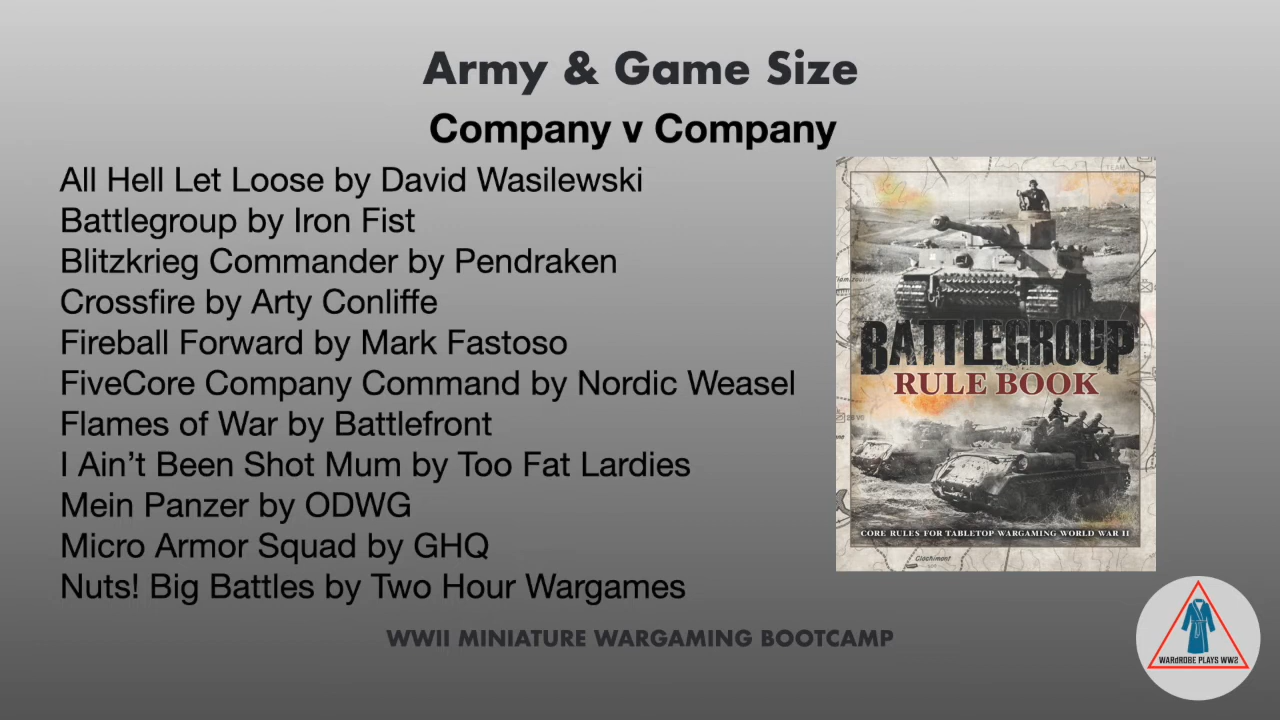 Army & Game Size
Company v Company
All Hell Let Loose by David Wasilewski
Battlegroup by Iron Fist
Blitzkrieg Commander by Pendraken
Crossfire by Arty Conliffe
Fireball Forward by Mark Fastoso
FiveCore Company Command by Nordic Weasel
Flames of War by Battlefront
I Ain’t Been Shot Mum by Too Fat Lardies
Mein Panzer by ODWG
Micro Armor Squad by GHQ
Nuts! Big Battles by Two Hour Wargames
TEAM
BATTLEGROUP
RULE BOOK
CORE RULES FOR TABLETOP WARGAMING WORLD WAR II
Clochimont
WWII MINIATURE WARGAMING BOOTCAMP
WARdROBE PLAYS WW2